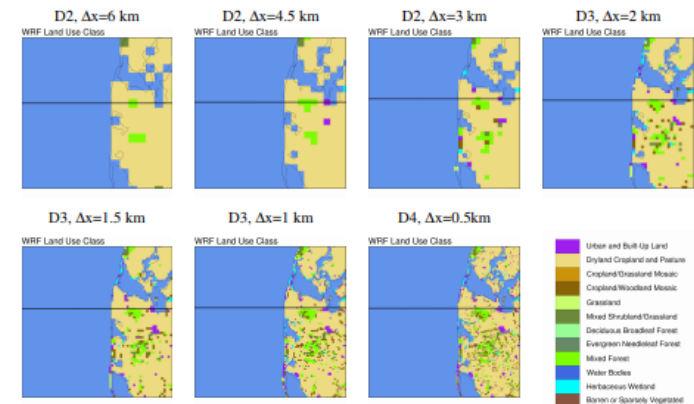 D2, Δx=6 km
D2, Δx=4.5 km
D2, Δx=3 km
D3, Δx=2 km
WRF Land Use Class
WRF Land Use Class
WRF Land Use Class
WRF Land Use Class
D3, Δx=1.5 km
D3, Δx=1 km
D4, Δx=0.5km
WRF Land Use Class
WRF Land Use Class
WRF Land Use Class
Urban and Built-Up Land
Dryland Cropland and Pasture
Cropland/Grassland Mosaic
Cropland/Woodland Mosaic
Grassland
Mixed Shrubland/Grassland
Deciduous Broadleaf Forest
Evergreen Needleleaf Forest
Mixed Forest
Water Bodies
Herbaceous Wetland
Barren or Sparsely Vegetated